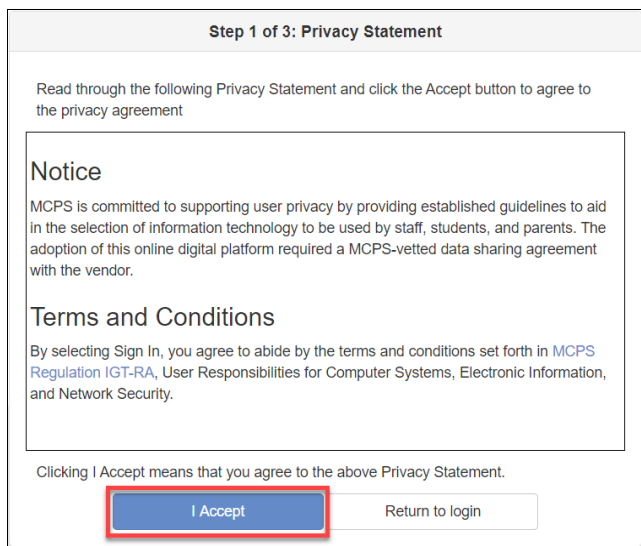 Step 1 of 3: Privacy Statement
Read through the following Privacy Statement and click the Accept button to agree to
the privacy agreement
Notice
MCPS is committed to supporting user privacy by providing established guidelines to aid
in the selection of information technology to be used by staff, students, and parents. The
adoption of this online digital platform required a MCPS-vetted data sharing agreement
with the vendor.
Terms and Conditions
By selecting Sign In, you agree to abide by the terms and conditions set forth in MCPS
Regulation IGT-RA, User Responsibilities for Computer Systems, Electronic Information,
and Network Security.
Clicking I Accept means that you agree to the above Privacy Statement.
I Accept
Return to login